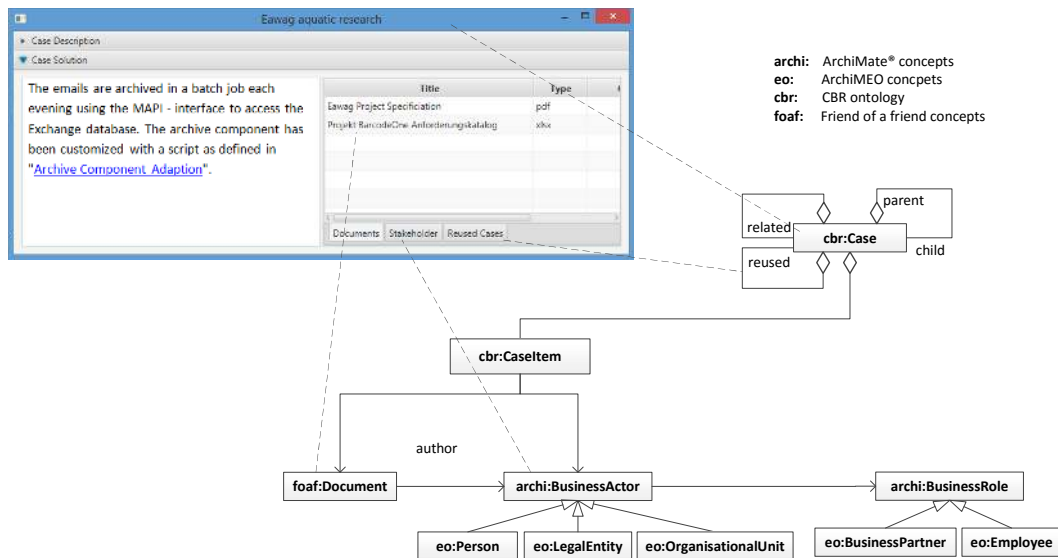 Eawag aquatic research
Case Description
Case Solution
The emails are archived in a batch job each
evening using the MAPI - interface to access the
Exchange database. The archive component has
been customized with a script as defined in
"Archive Component Adaption".
Title Type
Eawag Project Specificiation pdf
Projekt BarcodeOne Anforderungskatalog xlsx
Documents Stakeholder Reused Cases
archi: ArchiMate® concepts
eo: ArchiMEO concpets
cbr: CBR ontology
foaf: Friend of a friend concepts
parent
related
cbr:Case
child
reused
cbr:CaseItem
author
foaf:Document
archi:BusinessActor
archi:BusinessRole
eo:Person
eo:LegalEntity
eo:OrganisationalUnit
eo:BusinessPartner
eo:Employee